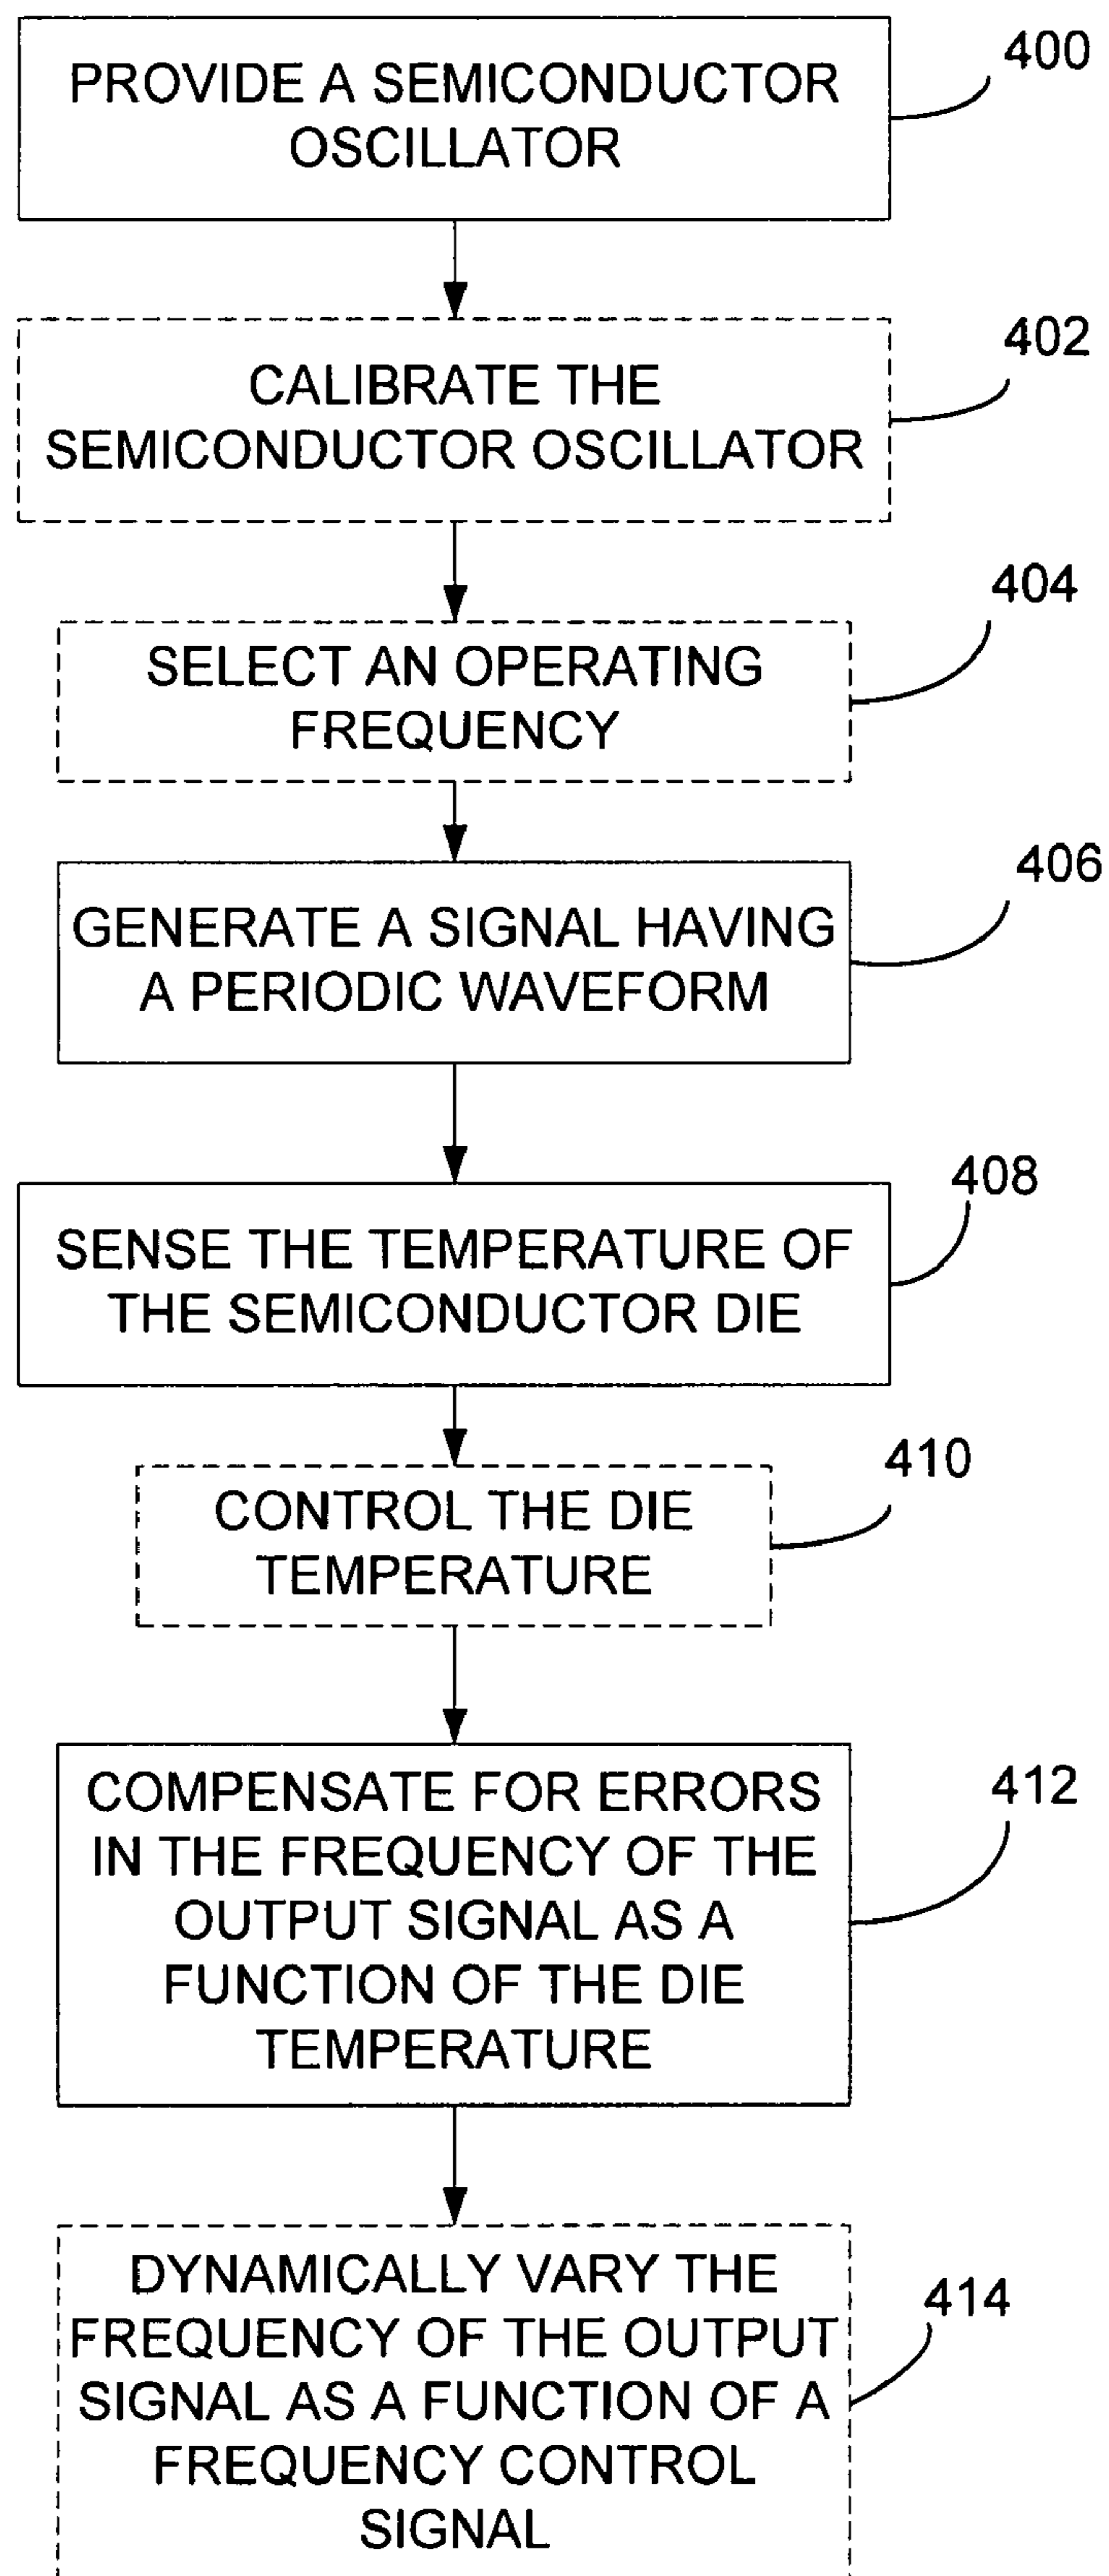 PROVIDE A SEMICONDUCTOR
OSCILLATOR
400
CALIBRATE THE
SEMICONDUCTOR OSCILLATOR
402
SELECT AN OPERATING
FREQUENCY
404
GENERATE A SIGNAL HAVING
A PERIODIC WAVEFORM
406
SENSE THE TEMPERATURE OF
THE SEMICONDUCTOR DIE
408
CONTROL THE DIE
TEMPERATURE
410
COMPENSATE FOR ERRORS
IN THE FREQUENCY OF THE
OUTPUT SIGNAL AS A
FUNCTION OF THE DIE
TEMPERATURE
412
DYNAMICALLY VARY THE
FREQUENCY OF THE OUTPUT
SIGNAL AS A FUNCTION OF A
FREQUENCY CONTROL
SIGNAL
414